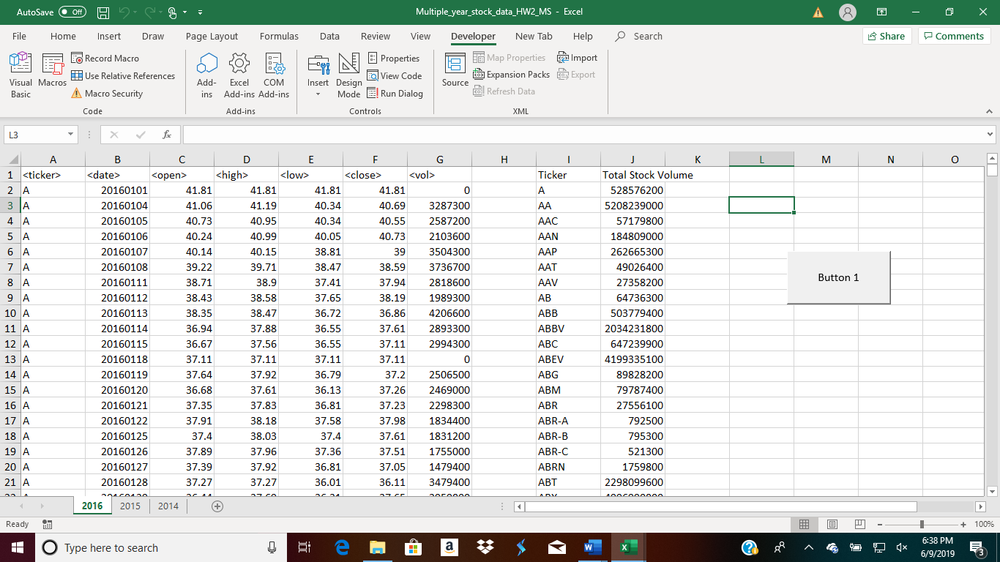 AutoSave Off Multiple_year_stock_data_HW2_MS - Excel
File Home Insert Draw Page Layout Formulas Data Review View Developer New Tab Help Search Share Comments
Visual Basic
Macros
Record Macro
Use Relative References
Macro Security
Code
Add-ins
Excel Add-ins
COM Add-ins
Add-ins
Insert
Design Mode
Properties
View Code
Run Dialog
Controls
Source
Map Properties
Expansion Packs
Refresh Data
Import
Export
XML
L3 fx
A B C D E F G H I J K L M N O
1 <ticker> <date> <open> <high> <low> <close> <vol> Ticker Total Stock Volume
2 A 20160101 41.81 41.81 41.81 41.81 0 A 528576200
3 A 20160104 41.06 41.19 40.34 40.69 3287300 AA 5208239000
4 A 20160105 40.73 40.95 40.34 40.55 2587200 AAC 57179800
5 A 20160106 40.24 40.99 40.05 40.73 2103600 AAN 184809000
6 A 20160107 40.14 40.15 38.81 39 3504300 AAP 262665300
7 A 20160108 39.22 39.71 38.47 38.59 3736700 AAT 49026400
8 A 20160111 38.71 38.9 37.41 37.94 2818600 AAV 27358200
Button 1
9 A 20160112 38.43 38.58 37.65 38.19 1989300 AB 64736300
10 A 20160113 38.35 38.47 36.72 36.86 4206600 ABB 503779400
11 A 20160114 36.94 37.88 36.55 37.61 2893300 ABBV 2034231800
12 A 20160115 36.67 37.56 36.55 37.11 2994300 ABC 647239900
13 A 20160118 37.11 37.11 37.11 37.11 0 ABEV 4199335100
14 A 20160119 37.64 37.92 36.79 37.2 2506500 ABG 89828200
15 A 20160120 36.68 37.61 36.13 37.26 2469000 ABM 79787400
16 A 20160121 37.35 37.83 36.81 37.23 2298300 ABR 27556100
17 A 20160122 37.91 38.18 37.58 37.98 1834400 ABR-A 792500
18 A 20160125 37.4 38.03 37.4 37.61 1831200 ABR-B 795300
19 A 20160126 37.89 37.96 37.36 37.51 1755000 ABR-C 521300
20 A 20160127 37.39 37.92 36.81 37.05 1479400 ABRN 1759800
21 A 20160128 37.27 37.27 36.01 36.11 3479400 ABT 2298099600
2016 2015 2014
Ready 100%
Type here to search
6:38 PM
6/9/2019
3